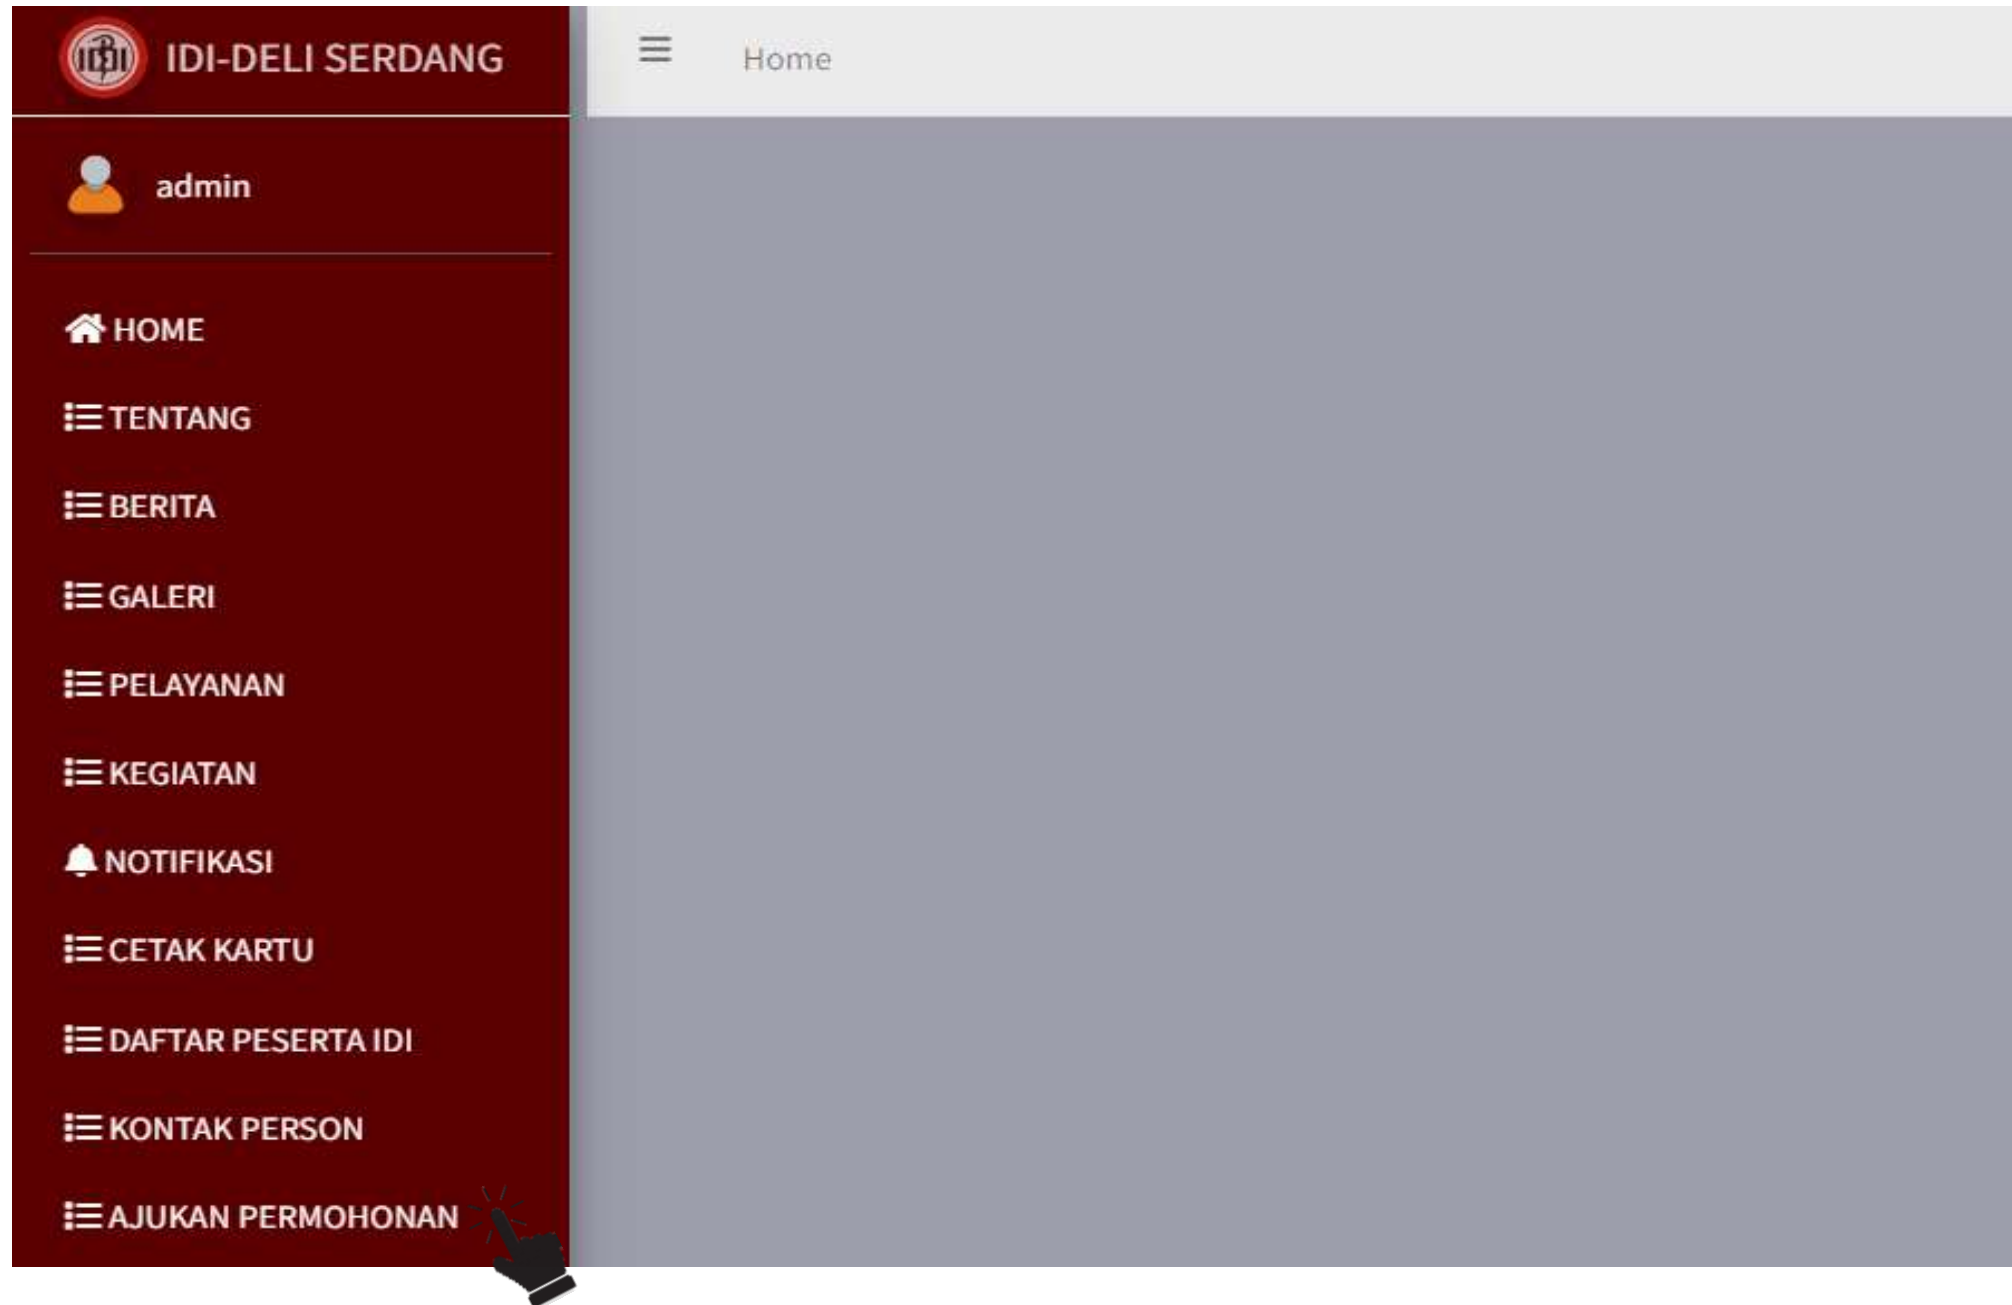 IDI-DELI SERDANG
Home
admin
HOME
TENTANG
BERITA
GALERI
PELAYANAN
KEGIATAN
NOTIFIKASI
CETAK KARTU
DAFTAR PESERTA IDI
KONTAK PERSON
AJUKAN PERMOHONAN